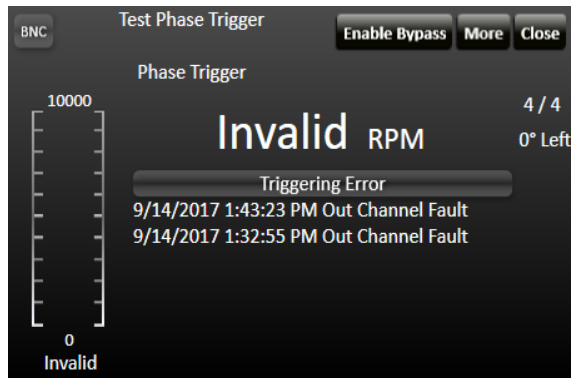 BNC
Test Phase Trigger
Enable Bypass
More
Close
Phase Trigger
10000
4 / 4
Invalid RPM
0° Left
Triggering Error
9/14/2017 1:43:23 PM Out Channel Fault
9/14/2017 1:32:55 PM Out Channel Fault
0
Invalid